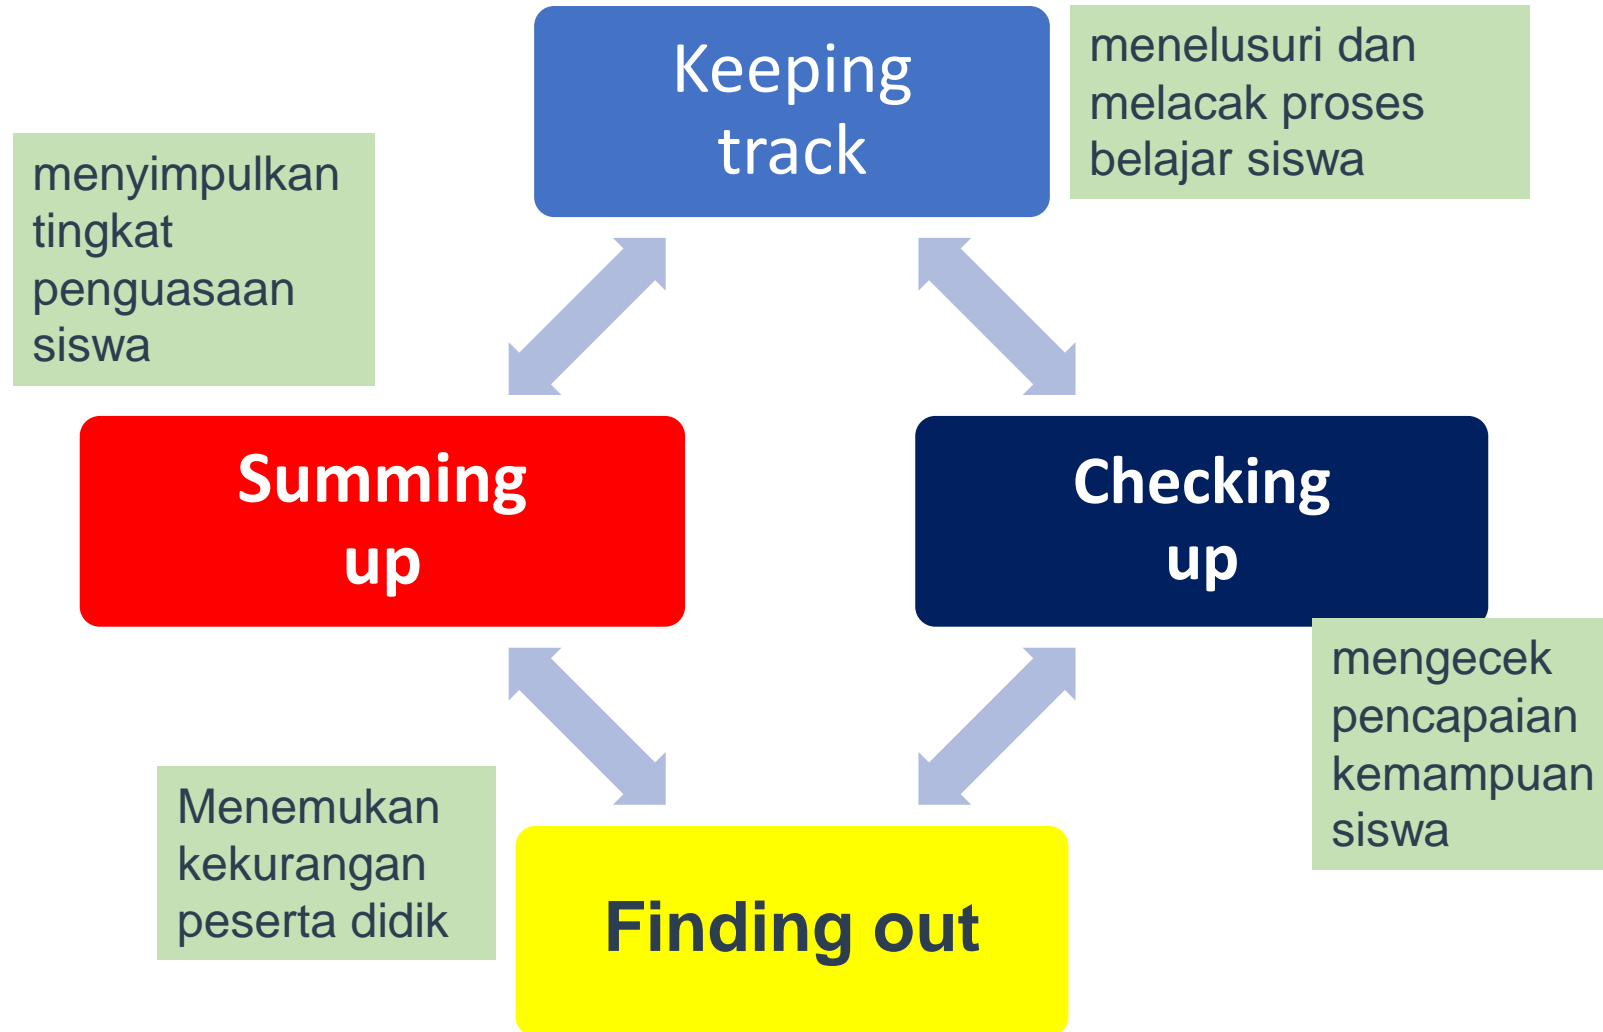 Keeping
track
menelusuri dan
melacak proses
belajar siswa
menyimpulkan
tingkat
penguasaan
siswa
Summing
up
Checking
up
mengecek
pencapaian
kemampuan
siswa
Menemukan
kekurangan
peserta didik
Finding out